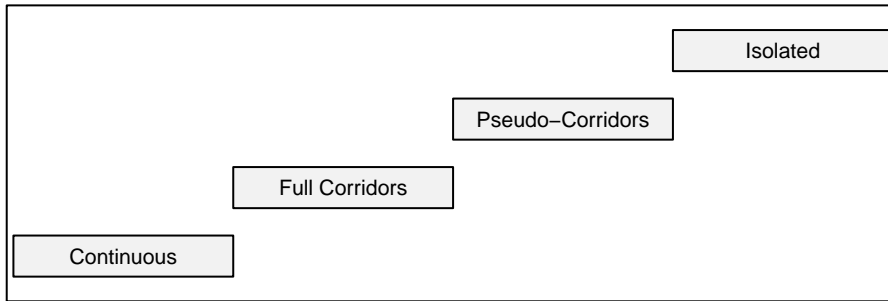 Isolated
Pseudo−Corridors
Full Corridors
Continuous